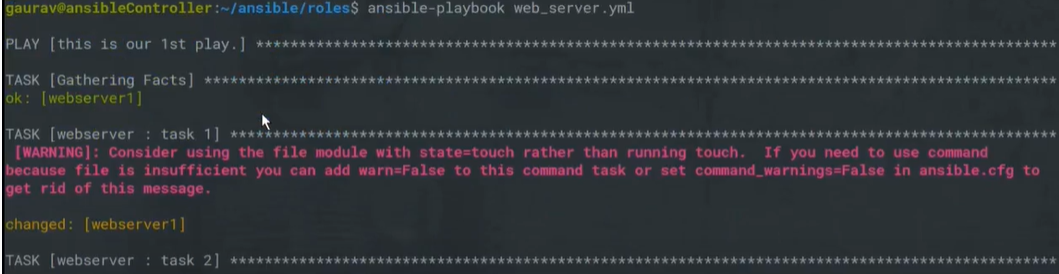 gaurav@ansibleController:~/ansible/roles$ ansible-playbook web_server.yml
PLAY [this is our 1st play.] ******************************************************************************************
TASK [Gathering Facts] ************************************************************************************************
ok: [webserver1]
TASK [webserver : task 1] *********************************************************************************************
[WARNING]: Consider using the file module with state=touch rather than running touch.  If you need to use command
because file is insufficient you can add warn=False to this command task or set command_warnings=False in ansible.cfg to
get rid of this message.
changed: [webserver1]
TASK [webserver : task 2] *********************************************************************************************